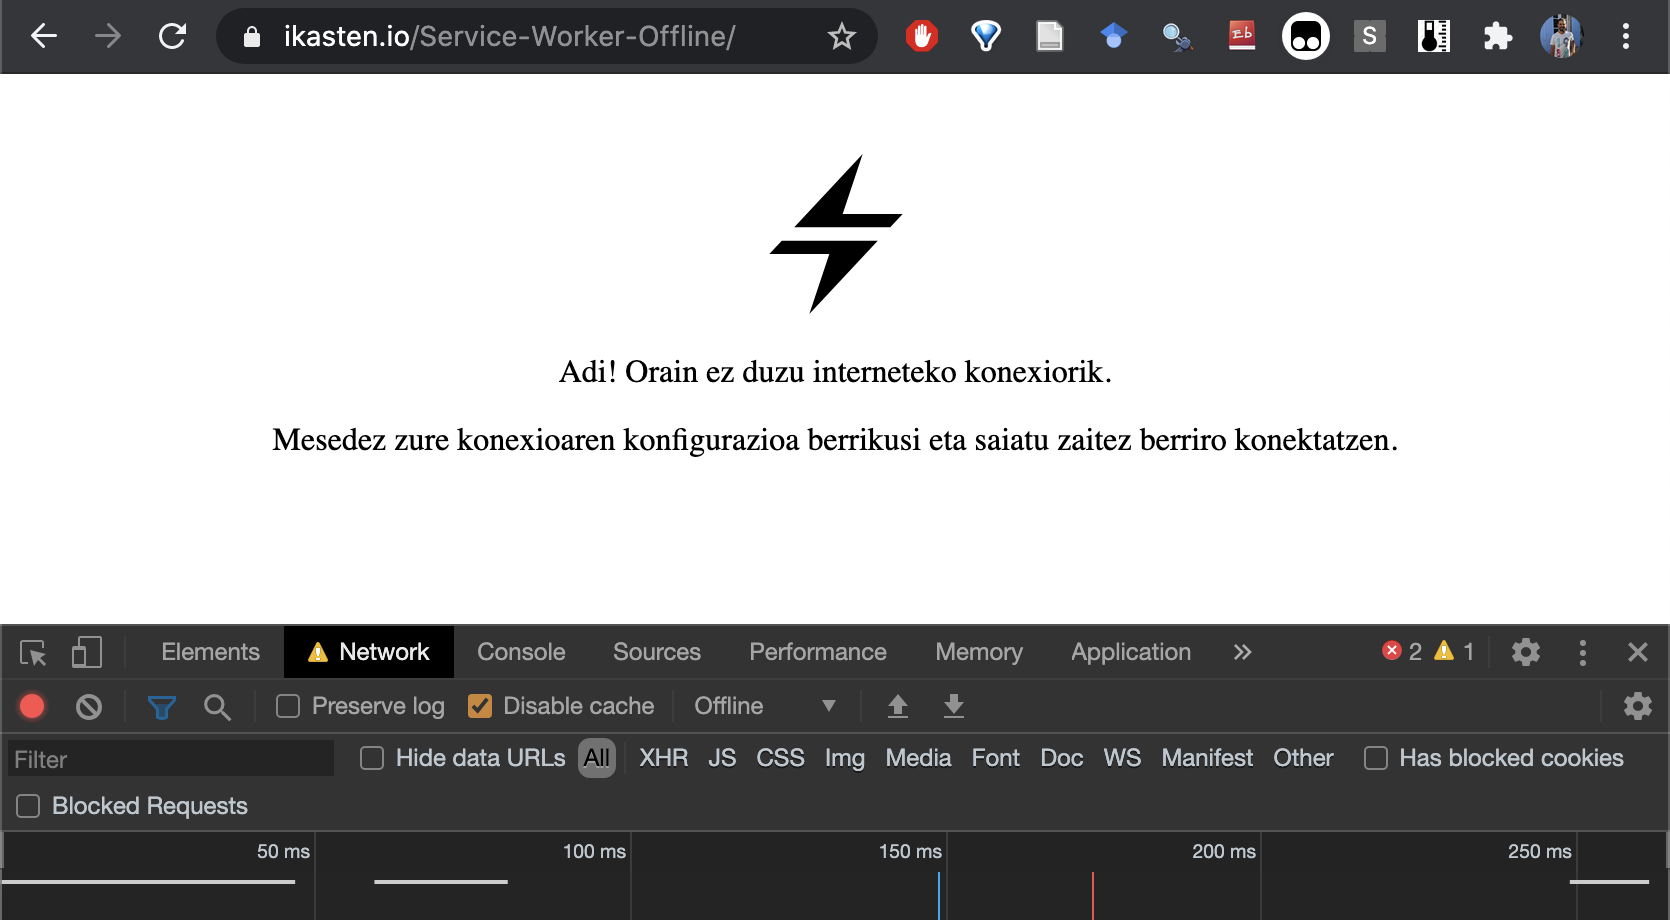 ikasten.io/Service-Worker-Offline/
Eb
S
Adi! Orain ez duzu interneteko konexiorik.
Mesedez zure konexioaren konfigurazioa berrikusi eta saiatu zaitez berriro konektatzen.
Elements Network Console Sources Performance Memory Application » 2 1
Preserve log Disable cache Offline
Filter Hide data URLs All XHR JS CSS Img Media Font Doc WS Manifest Other Has blocked cookies
Blocked Requests
50 ms 100 ms 150 ms 200 ms 250 ms